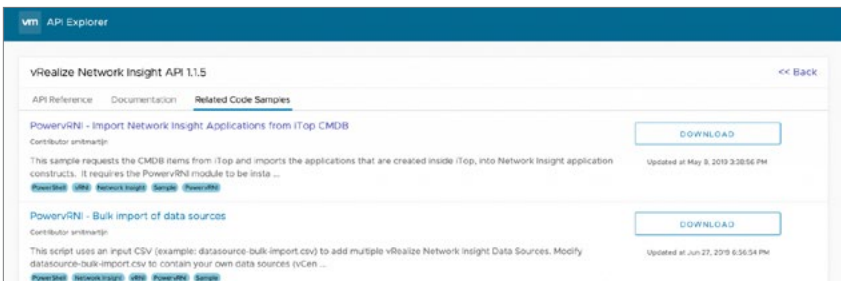 vm API Explorer
vRealize Network Insight API 1.1.5
<< Back
API Reference Documentation Related Code Samples
PowervRNI - Import Network Insight Applications from iTop CMDB
DOWNLOAD
Contributor smitmartijn
This sample requests the CMDB items from iTop and imports the applications that are created inside iTop, into Network Insight application
Updated at May 3, 2019 3:38:56 PM
constructs. It requires the PowervRNI module to be insta ...
PowerShell vRNI Network Insight Sample PowervRNI
PowervRNI - Bulk import of data sources
DOWNLOAD
Contributor smitmartijn
This script uses an input CSV (example: datasource-bulk-import.csv) to add multiple vRealize Network Insight Data Sources. Modify
Updated at Jun 27, 2019 6:36:54 PM
datasource-bulk-import.csv to contain your own data sources (vCen ...
PowerShell Network Insight vRNI PowervRNI Sample